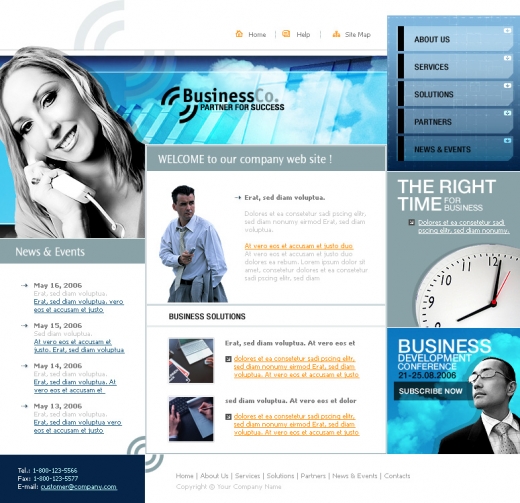 Home
Help
Site Map
ABOUT US
SERVICES
SOLUTIONS
PARTNERS
NEWS & EVENTS
BusinessCo.
PARTNER FOR SUCCESS
WELCOME to our company web site !
Erat, sed diam voluptua.
Dolores et ea consetetur sadi pscing elitr,
sed diam nonumy eirmod Erat, sed diam
voluptua.
At vero eos et accusam et justo duo
dolores ea rebum. Lorem ipsum dolor sit
amet, consetetur dolores et ea consetetur
sadi pscing elitr, sed diam
THE RIGHT
TIME FOR
BUSINESS
Dolores et ea consetetur sadi
pscing elitr, sed diam nonumy.
12
1
2
3
4
5
6
7
8
9
10
11
News & Events
May 16, 2006
Erat, sed diam voluptua.
Erat, sed diam voluptua. vero
eos et accusam et justo
May 15, 2006
Sed diam voluptua.
At vero eos et accusam et
justo. Erat, sed diam voluptua
May 14, 2006
Erat, sed diam voluptua.
Erat, sed diam voluptua. At
vero eos et accusam et justo
May 13, 2006
Erat, sed diam voluptua.
Erat, sed diam voluptua vero
eos et accusam et justo
BUSINESS SOLUTIONS
Erat, sed diam voluptua. At vero eos et
dolores et ea consetetur sadi pscing elitr,
sed diam nonumy eirmod Erat, sed diam
voluptua. At vero eos et accusam et justo
sed diam voluptua. At vero eos et dolor
dolores et ea consetetur sadi pscing elitr,
sed diam nonumy eirmod Erat, sed diam
voluptua. At vero eos et accusam et justo
BUSINESS
DEVELOPMENT
CONFERENCE
21-25.08.2006
SUBSCRIBE NOW
Tel.: 1-800-123-5566
Fax: 1-800-123-5577
E-mail: customer@company.com
Home | About Us | Services | Solutions | Partners | News & Events | Contacts
Copyright © Your Company Name